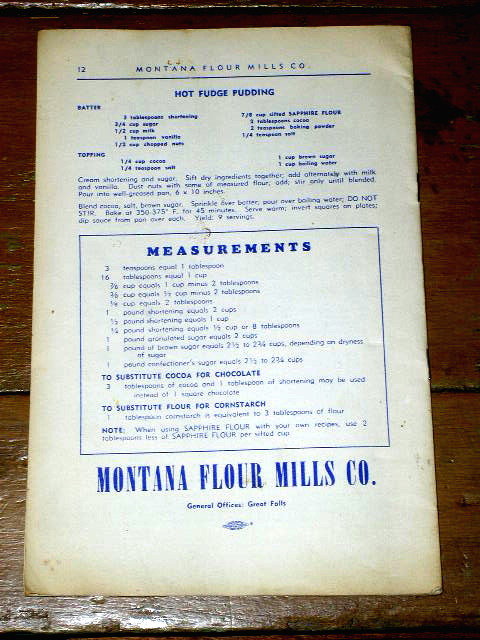 12 MONTANA FLOUR MILLS CO.
HOT FUDGE PUDDING
BATTER
3 tablespoons shortening
3/4 cup sugar
1/2 cup milk
1 teaspoon vanilla
1/2 cup chopped nuts
7/8 cup sifted SAPPHIRE FLOUR
2 tablespoons cocoa
2 teaspoons baking powder
1/4 teaspoon salt
TOPPING
1/4 cup cocoa
1/4 teaspoon salt
1 cup brown sugar
1 cup boiling water
Cream shortening and sugar. Sift dry ingredients together; add alternately with milk
and vanilla. Dust nuts with some of measured flour; add; stir only until blended.
Pour into well-greased pan, 6 x 10 inches.
Blend cocoa, salt, brown sugar. Sprinkle over batter; pour over boiling water; DO NOT
STIR. Bake at 350-375° F. for 45 minutes. Serve warm; invert squares on plates;
dip sauce from pan over each. Yield: 9 servings.
MEASUREMENTS
3 teaspoons equal 1 tablespoon
16 tablespoons equal 1 cup
cup equals 1 cup minus 2 tablespoons
cup equals ½ cup minus 2 tablespoons
⅛ cup equals 2 tablespoons
1 pound shortening equals 2 cups
½ pound shortening equals 1 cup
¼ pound shortening equals ½ cup or 8 tablespoons
1 pound granulated sugar equals 2 cups
1 pound of brown sugar equals 2½ to 2¾ cups, depending on dryness
of sugar
1 pound confectioner's sugar equals 2½ to 2¾ cups
TO SUBSTITUTE COCOA FOR CHOCOLATE
3 tablespoons of cocoa and 1 tablespoon of shortening may be used
instead of 1 square chocolate
TO SUBSTITUTE FLOUR FOR CORNSTARCH
1 tablespoon cornstarch is equivalent to 3 tablespoons of flour
NOTE: When using SAPPHIRE FLOUR with your own recipes, use 2
tablespoons less of SAPPHIRE FLOUR per sifted cup
MONTANA FLOUR MILLS CO.
General Offices: Great Falls